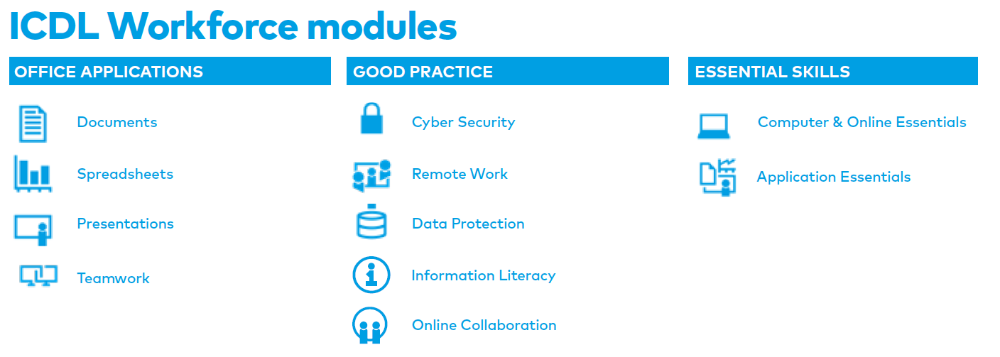 ICDL Workforce modules
OFFICE APPLICATIONS
Documents
Spreadsheets
Presentations
Teamwork
GOOD PRACTICE
Cyber Security
Remote Work
Data Protection
Information Literacy
Online Collaboration
ESSENTIAL SKILLS
Computer & Online Essentials
Application Essentials